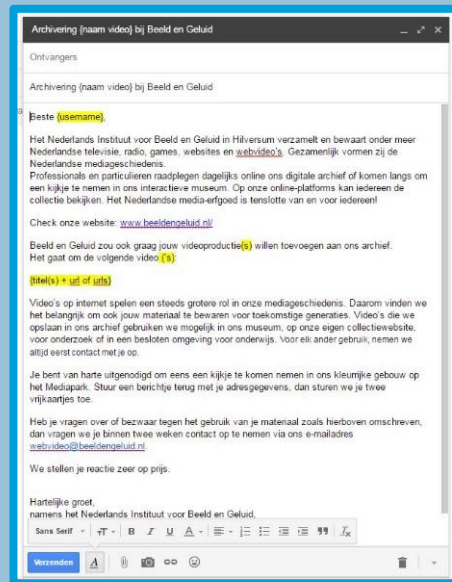 Archivering {naam video} bij Beeld en Geluid
Ontvangers
Archivering {naam video} bij Beeld en Geluid
Beste {username},
Het Nederlands Instituut voor Beeld en Geluid in Hilversum verzamelt en bewaart onder meer
Nederlandse televisie, radio, games, websites en webvideo's. Gezamenlijk vormen zij de
Nederlandse mediageschiedenis.
Professionals en particulieren raadplegen dagelijks online ons digitale archief of komen langs om
een kijkje te nemen in ons interactieve museum. Op onze online-platforms kan iedereen de
collectie bekijken. Het Nederlandse media-erfgoed is tenslotte van en voor iedereen!
Check onze website: www.beeldengeluid.nl/
Beeld en Geluid zou ook graag jouw videoproductie(s) willen toevoegen aan ons archief.
Het gaat om de volgende video ('s):
{titel(s) + url of urls}
Video's op internet spelen een steeds grotere rol in onze mediageschiedenis. Daarom vinden we
het belangrijk om ook jouw materiaal te bewaren voor toekomstige generaties. Video's die we
opslaan in ons archief gebruiken we mogelijk in ons museum, op onze eigen collectiewebsite,
voor onderzoek of in een besloten omgeving voor onderwijs. Voor elk ander gebruik, nemen we
altijd eerst contact met je op.
Je bent van harte uitgenodigd om eens een kijkje te komen nemen in ons kleurrijke gebouw op
het Mediapark. Stuur een berichtje terug met je adresgegevens, dan sturen we je twee
vrijkaartjes toe.
Heb je vragen over of bezwaar tegen het gebruik van je materiaal zoals hierboven omschreven,
dan vragen we je binnen twee weken contact op te nemen via ons e-mailadres
webvideo@beeldengeluid.nl.
We stellen je reactie zeer op prijs.
Hartelijke groet,
namens het Nederlands Instituut voor Beeld en Geluid,
Sans Serif
Verzenden